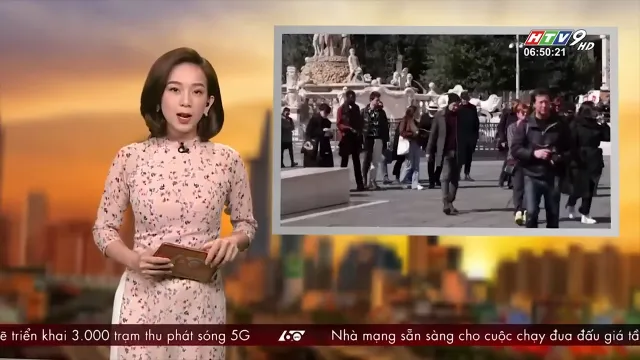 HTV9 HD
06:50:21
ẽ triển khai 3.000 trạm thu phát sóng 5G
Nhà mạng sẵn sàng cho cuộc chạy đua đấu giá tầ